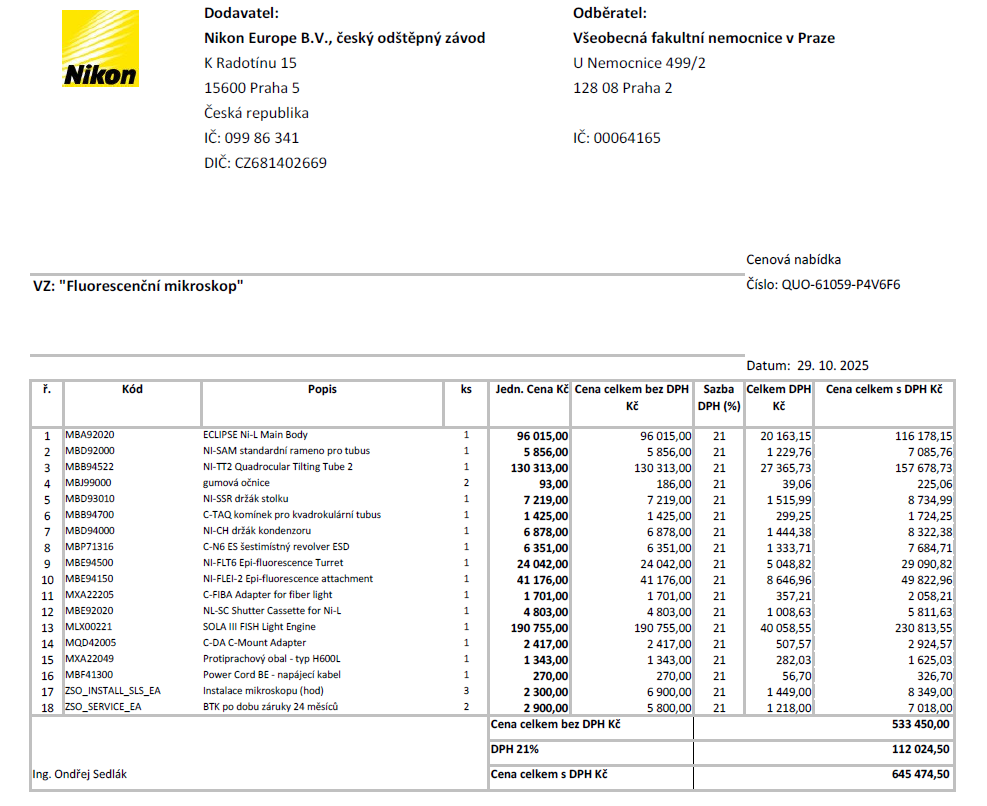 Nikon
Dodavatel:
Nikon Europe B.V., český odštěpný závod
K Radotínu 15
15600 Praha 5
Česká republika
IČ: 099 86 341
DIČ: CZ681402669
Odběratel:
Všeobecná fakultní nemocnice v Praze
U Nemocnice 499/2
128 08 Praha 2
IČ: 00064165
Cenová nabídka
VZ: "Fluorescenční mikroskop"
Číslo: QUO-61059-P4V6F6
Datum: 29. 10. 2025
ř. Kód Popis ks Jedn. Cena Kč Cena celkem bez DPH Kč Sazba DPH (%) Celkem DPH Kč Cena celkem s DPH Kč
1 MBA92020 ECLIPSE Ni-L Main Body 1 96 015,00 96 015,00 21 20 163,15 116 178,15
2 MBD92000 NI-SAM standardní rameno pro tubus 1 5 856,00 5 856,00 21 1 229,76 7 085,76
3 MBB94522 NI-TT2 Quadrocular Tilting Tube 2 1 130 313,00 130 313,00 21 27 365,73 157 678,73
4 MBJ99000 gumová očnice 2 93,00 186,00 21 39,06 225,06
5 MBD93010 NI-SSR držák stolku 1 7 219,00 7 219,00 21 1 515,99 8 734,99
6 MBB94700 C-TAQ komínek pro kvadrokulární tubus 1 1 425,00 1 425,00 21 299,25 1 724,25
7 MBD94000 NI-CH držák kondenzoru 1 6 878,00 6 878,00 21 1 444,38 8 322,38
8 MBP71316 C-N6 ES šestimístný revolver ESD 1 6 351,00 6 351,00 21 1 333,71 7 684,71
9 MBE94500 NI-FLT6 Epi-fluorescence Turret 1 24 042,00 24 042,00 21 5 048,82 29 090,82
10 MBE94150 NI-FLEI-2 Epi-fluorescence attachment 1 41 176,00 41 176,00 21 8 646,96 49 822,96
11 MXA22205 C-FIBA Adapter for fiber light 1 1 701,00 1 701,00 21 357,21 2 058,21
12 MBE92020 NL-SC Shutter Cassette for Ni-L 1 4 803,00 4 803,00 21 1 008,63 5 811,63
13 MLX00221 SOLA III FISH Light Engine 1 190 755,00 190 755,00 21 40 058,55 230 813,55
14 MQD42005 C-DA C-Mount Adapter 1 2 417,00 2 417,00 21 507,57 2 924,57
15 MXA22049 Protiprachový obal - typ H600L 1 1 343,00 1 343,00 21 282,03 1 625,03
16 MBF41300 Power Cord BE - napájecí kabel 1 270,00 270,00 21 56,70 326,70
17 ZSO_INSTALL_SLS_EA Instalace mikroskopu (hod) 3 2 300,00 6 900,00 21 1 449,00 8 349,00
18 ZSO_SERVICE_EA BTK po dobu záruky 24 měsíců 2 2 900,00 5 800,00 21 1 218,00 7 018,00
Cena celkem bez DPH Kč 533 450,00
DPH 21% 112 024,50
Ing. Ondřej Sedlák Cena celkem s DPH Kč 645 474,50